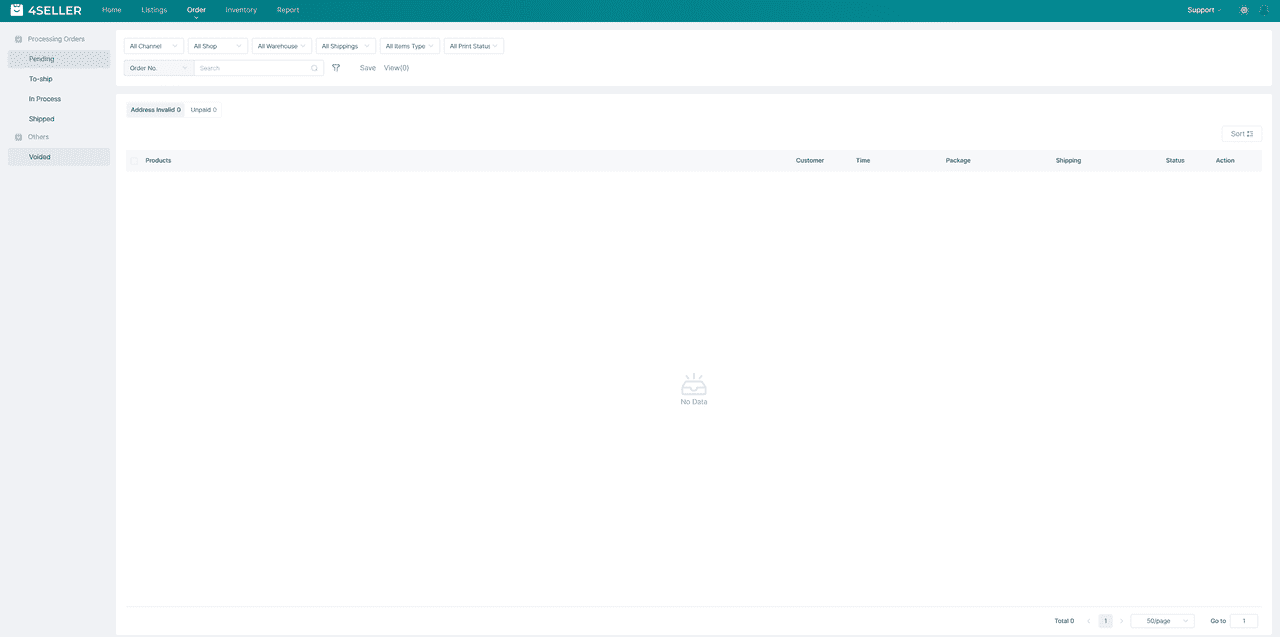 4SELLER Home Listings Order Inventory Report Support
Processing Orders
Pending
To-ship
In Process
Shipped
Others
Voided
All Channel All Shop All Warehouse All Shippings All Items Type All Print Status
Order No. Search Save View(0)
Address Invalid 0 Unpaid 0
Sort
Products Customer Time Package Shipping Status Action
No Data
Total 0 1 50/page Go to 1